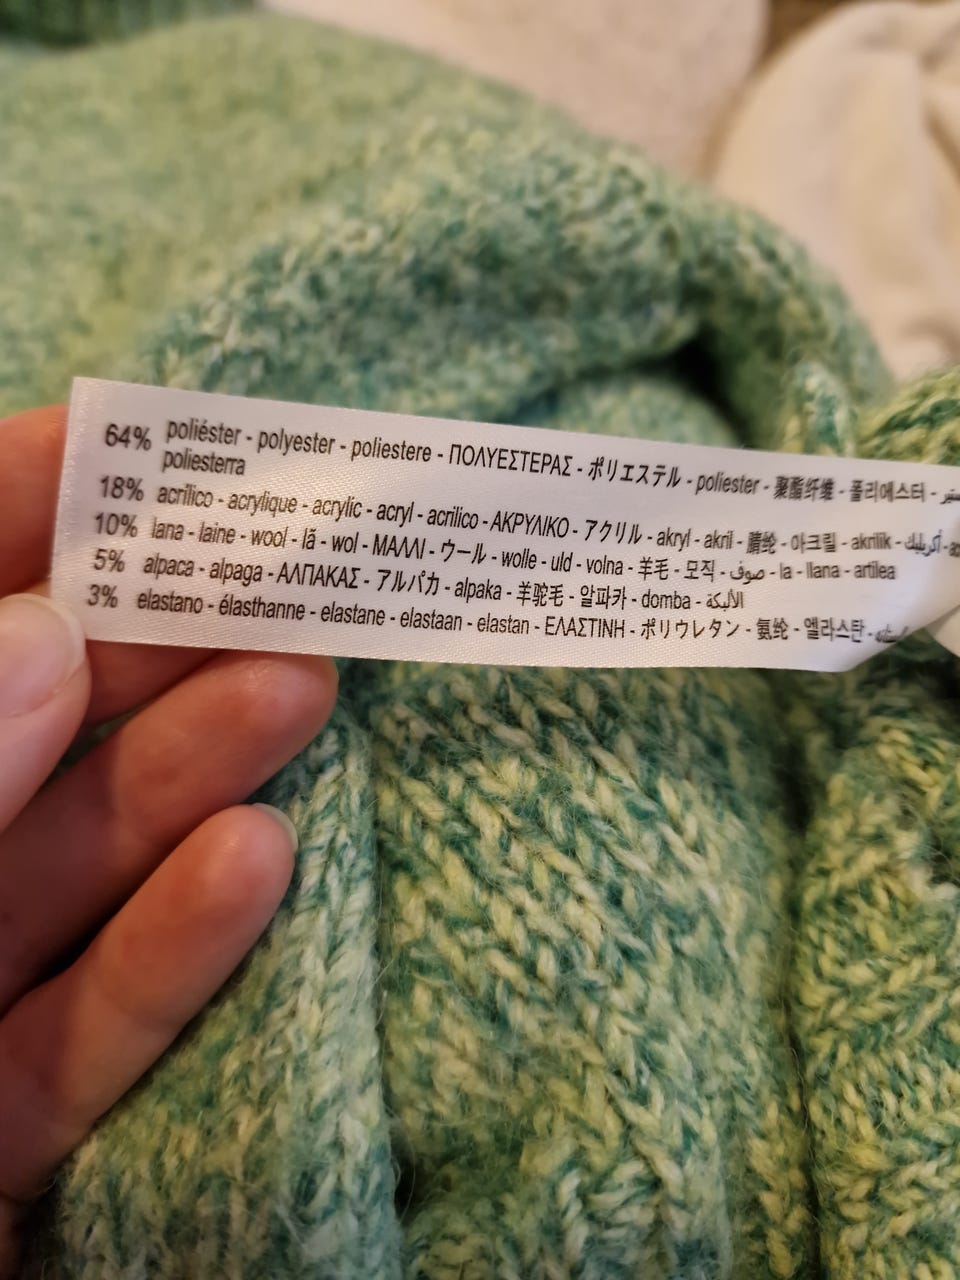 64% poliéster - polyester - poliestere - ΠΟΛΥΕΣΤΕΡΑΣ - ポリエステル - poliester - 聚酯纤维 - 폴리에스터 -
poliesterra
18% acrílico - acrylique - acrylic - acryl - acrilico - ΑΚΡΥΛΙΚΟ - アクリル - akryl - akril - 腈纶 - 아크릴 - akrilik - أكريليك -
10% lana - laine - wool - lã - wol - ΜΑΛΛΙ - ウール - wolle - uld - volna - 羊毛 - 모직 - صوف - la - llana - artilea
5% alpaca - alpaga - ΑΛΠΑΚΑΣ - アルパカ - alpaka - 羊驼毛 - 알파카 - domba - الألبكة
3% elastano - élasthanne - elastane - elastaan - elastan - ΕΛΑΣΤΙΝΗ - ポリウレタン - 氨纶 - 엘라스탄 -